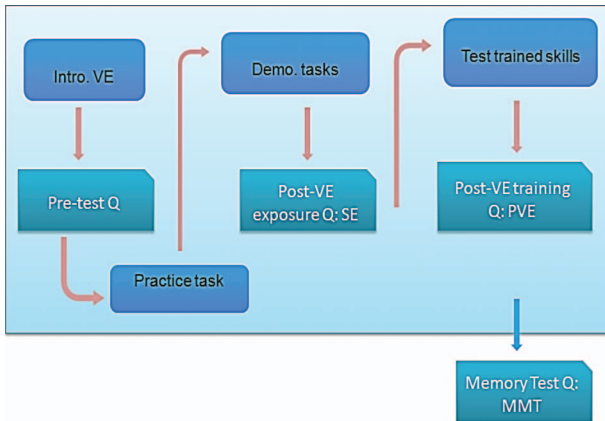 Intro. VE
Pre-test Q
Practice task
Demo. tasks
Post-VE
exposure Q: SE
Test trained skills
Post-VE training
Q: PVE
Memory Test Q:
MMT